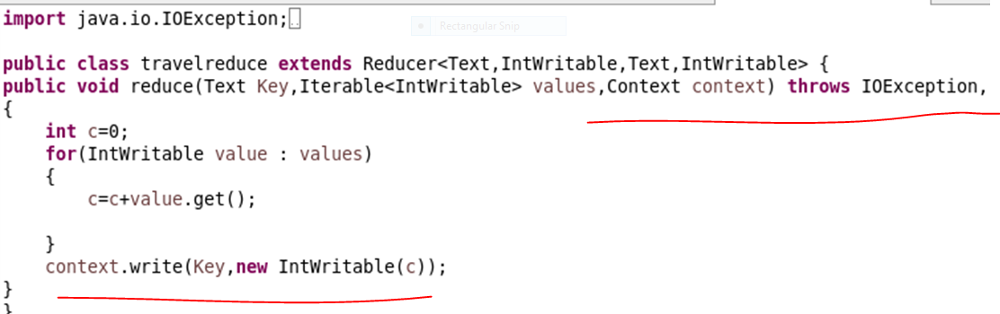 import java.io.IOException;
Rectangular Snip
public class travelreduce extends Reducer<Text,IntWritable,Text,IntWritable> {
public void reduce(Text Key,Iterable<IntWritable> values,Context context) throws IOException,
{
int c=0;
for(IntWritable value : values)
{
c=c+value.get();
}
context.write(Key,new IntWritable(c));
}
}